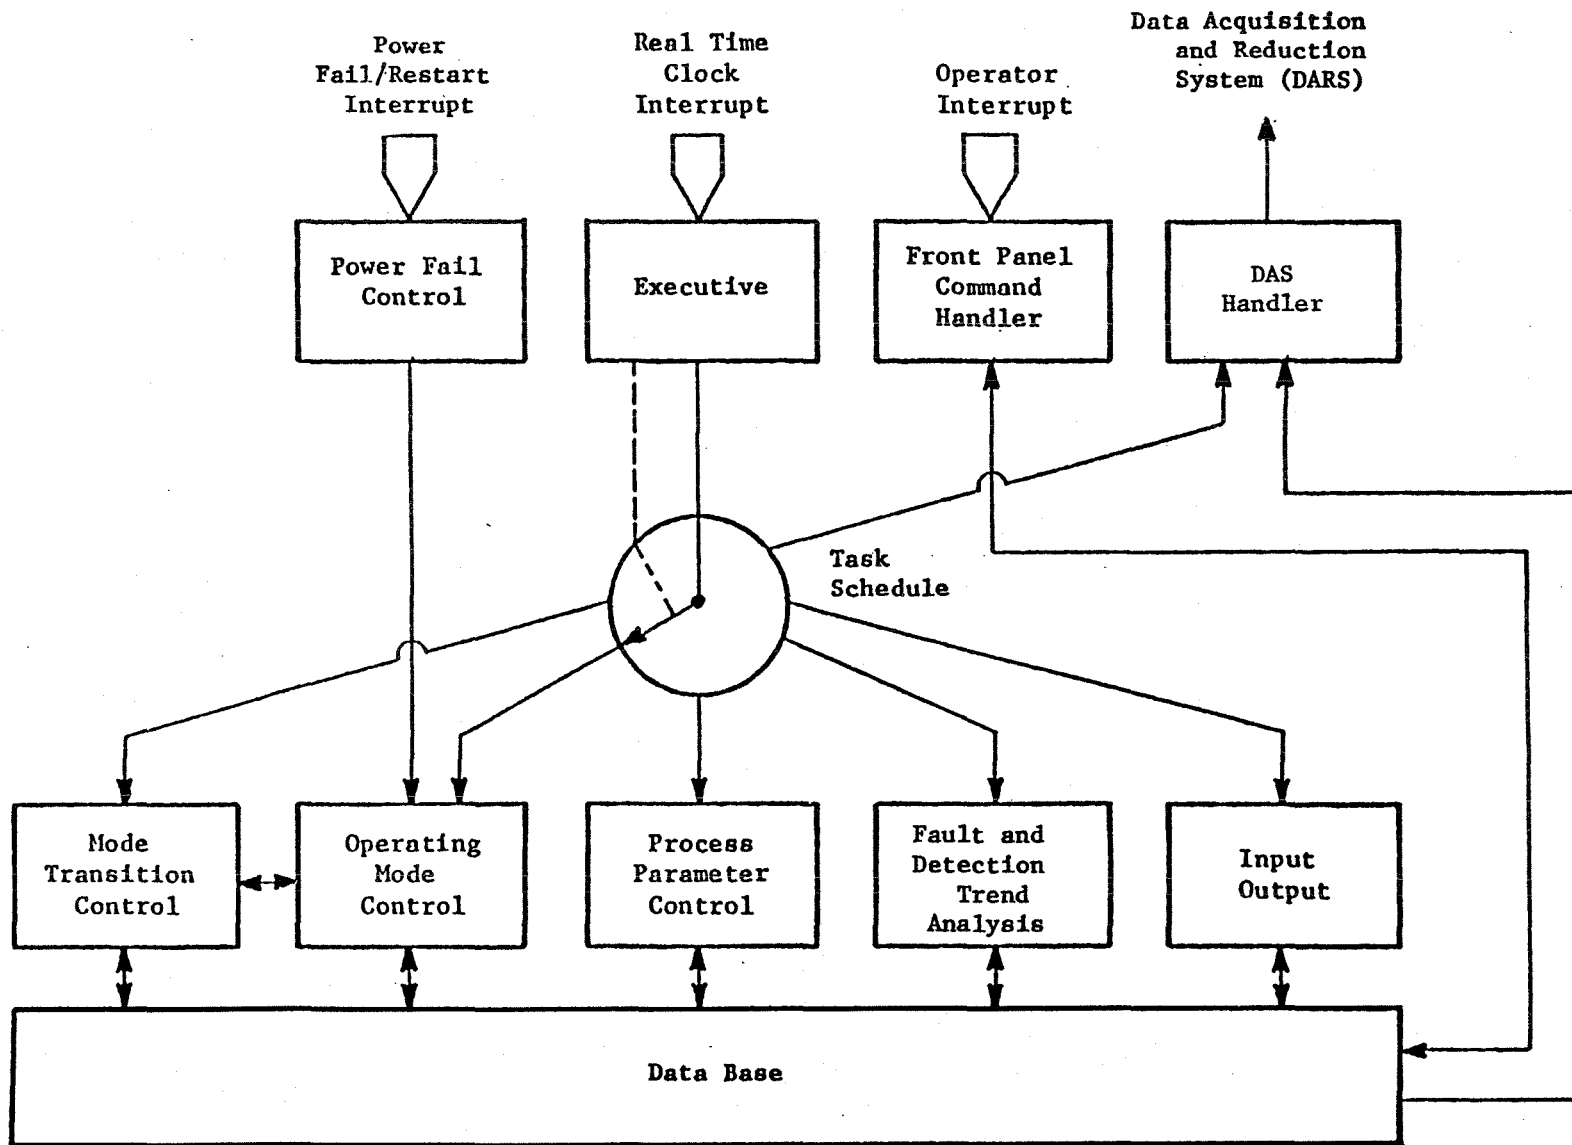 Power
Fail/Restart
Interrupt
Real Time
Clock
Interrupt
Operator
Interrupt
Data Acquisition
and Reduction
System (DARS)
Power Fail
Control
Executive
Front Panel
Command
Handler
DAS
Handler
Task
Schedule
Mode
Transition
Control
Operating
Mode
Control
Process
Parameter
Control
Fault and
Detection
Trend
Analysis
Input
Output
Data Base